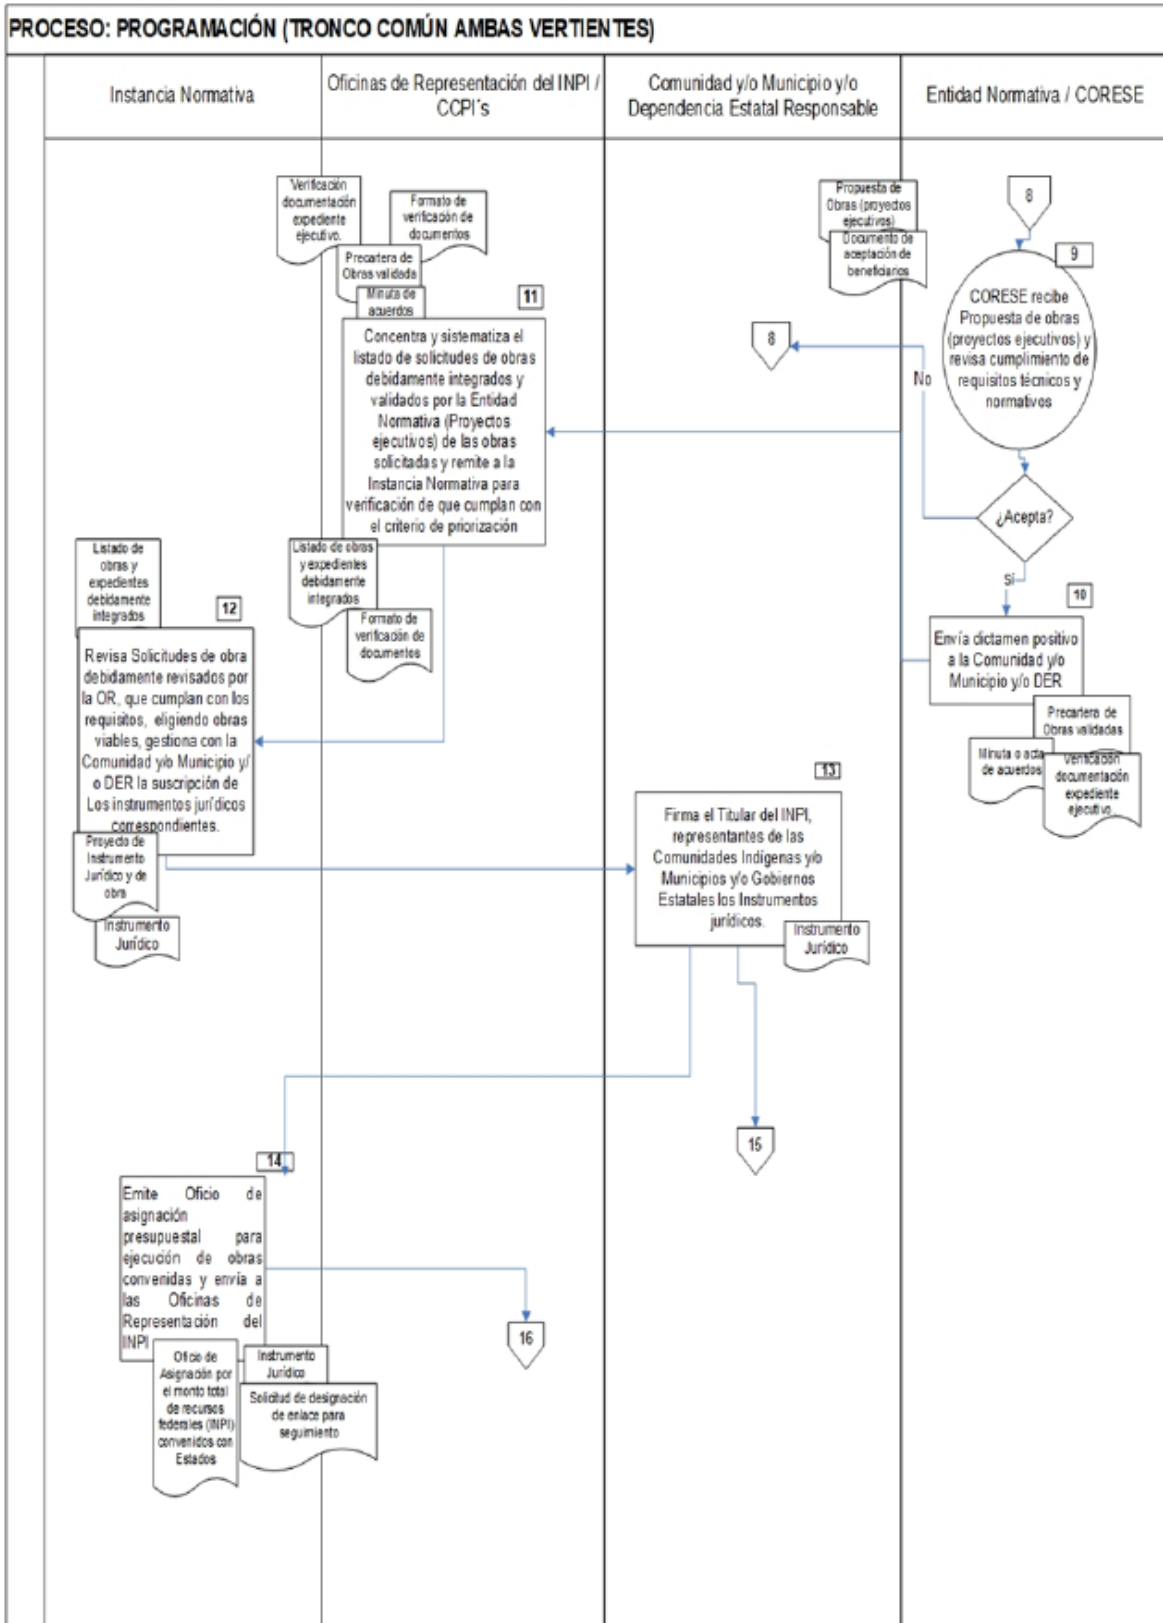 PROCESO: PROGRAMACIÓN (TRONCO COMÚN AMBAS VERTIENTES)
Instancia Normativa
Oficinas de Representación del INPI /
CCPI´s
Comunidad y/o Municipio y/o
Dependencia Estatal Responsable
Entidad Normativa / CORESE
8
9
CORESE recibe
Propuesta de obras
(proyectos ejecutivos) y
revisa cumplimiento de
requisitos técnicos y
normativos
Propuesta de
Obras (proyectos
ejecutivos)
Documento de
aceptación de
beneficiarios
8
No
¿Acepta?
Sí
10
Envía dictamen positivo
a la Comunidad y/o
Municipio y/o DER
Precartera de
Obras validadas
Minuta o acta
de acuerdos
Verificación
documentación
expediente
ejecutivo.
Verificación
documentación
expediente
ejecutivo.
Formato de
verificación de
documentos
Precartera de
Obras validada
Minuta de
acuerdos
11
Concentra y sistematiza el
listado de solicitudes de obras
debidamente integrados y
validados por la Entidad
Normativa (Proyectos
ejecutivos) de las obras
solicitadas y remite a la
Instancia Normativa para
verificación de que cumplan con
el criterio de priorización
Listado de obras
y expedientes
debidamente
integrados
Formato de
verificación de
documentos
Listado de
obras y
expedientes
debidamente
integrados
12
Revisa Solicitudes de obra
debidamente revisados por
la OR, que cumplan con los
requisitos, eligiendo obras
viables, gestiona con la
Comunidad y/o Municipio y/
o DER la suscripción de
Los instrumentos jurídicos
correspondientes.
Proyecto de
Instrumento
Jurídico y de
obra
Instrumento
Jurídico
13
Firma el Titular del INPI,
representantes de las
Comunidades Indígenas y/o
Municipios y/o Gobiernos
Estatales los Instrumentos
jurídicos.
Instrumento
Jurídico
15
14
Emite Oficio de
asignación
presupuestal para
ejecución de obras
convenidas y envía a
las Oficinas de
Representación del
INPI
Oficio de
Asignación por
el monto total
de recursos
federales (INPI)
convenidos con
Estados
Instrumento
Jurídico
Solicitud de designación
de enlace para
seguimiento
16